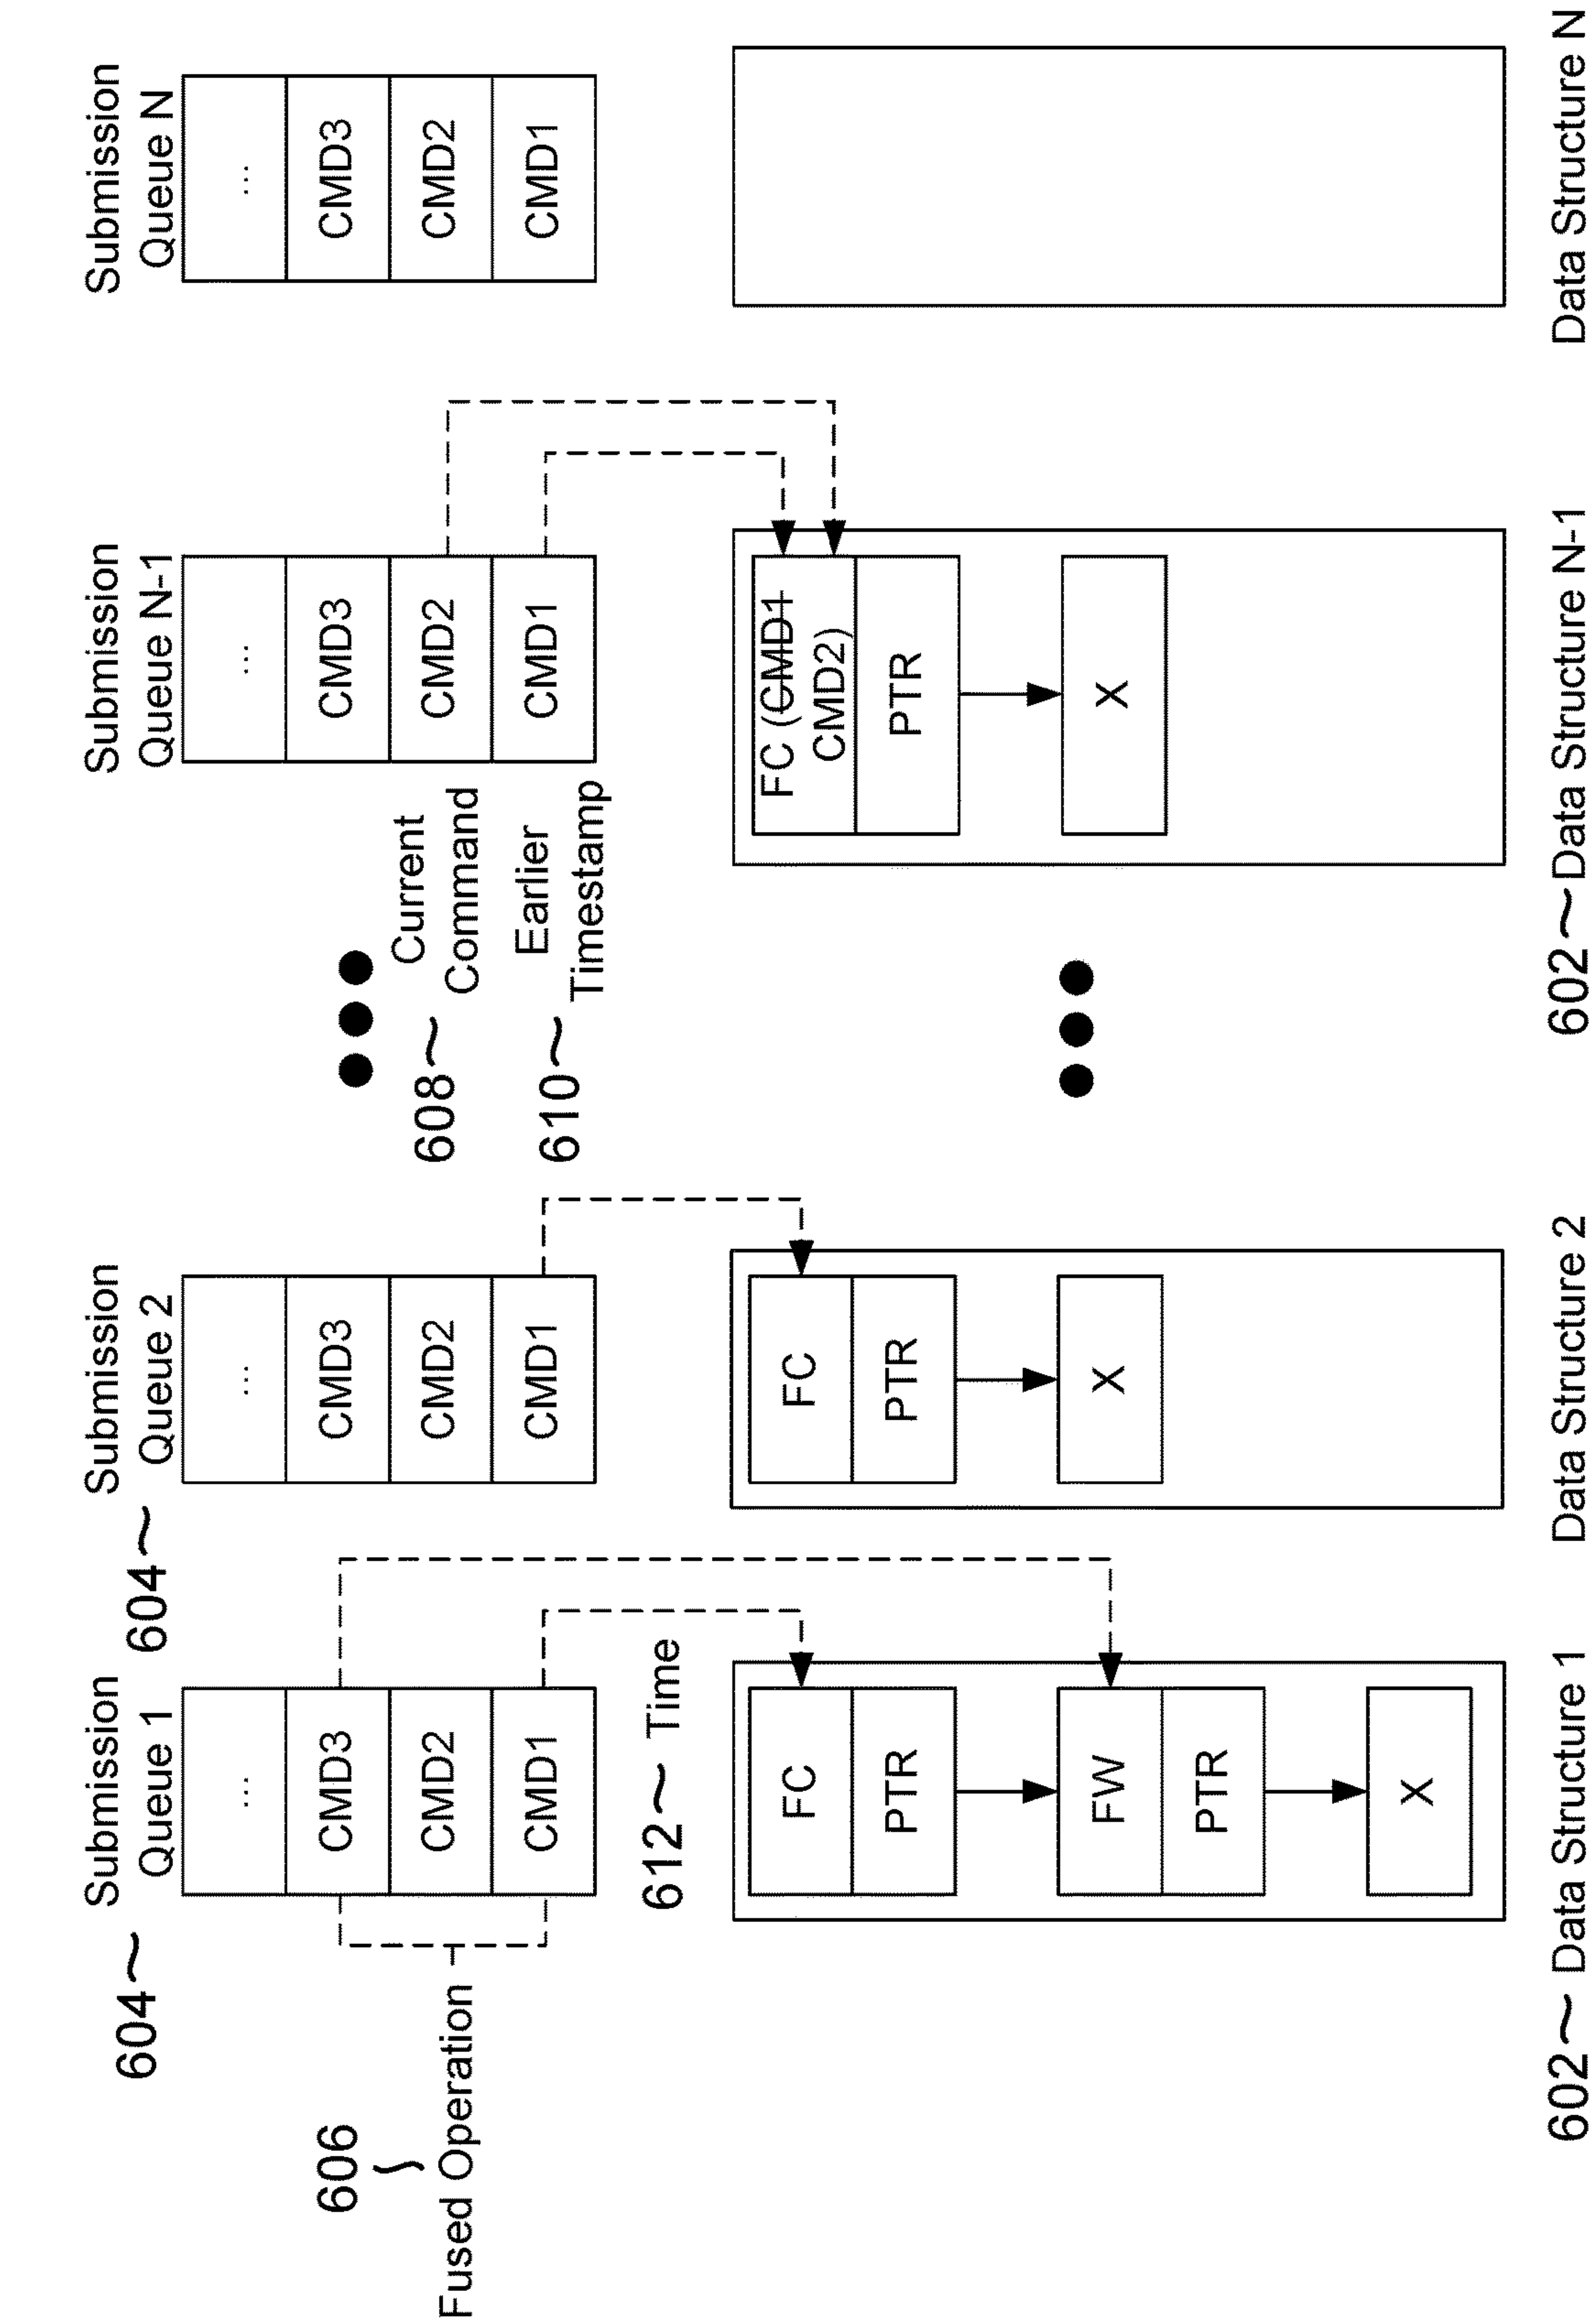 604~
Submission
Queue 1
...
CMD3
CMD2
CMD1
606
Fused Operation
612~ Time
FC
PTR
FW
PTR
X
602~ Data Structure 1
604~
Submission
Queue 2
...
CMD3
CMD2
CMD1
FC
PTR
X
Data Structure 2
608~ Current
Command
610~ Earlier
Timestamp
Submission
Queue N-1
...
CMD3
CMD2
CMD1
FC (CMD1
CMD2)
PTR
X
602~Data Structure N-1
Submission
Queue N
...
CMD3
CMD2
CMD1
Data Structure N